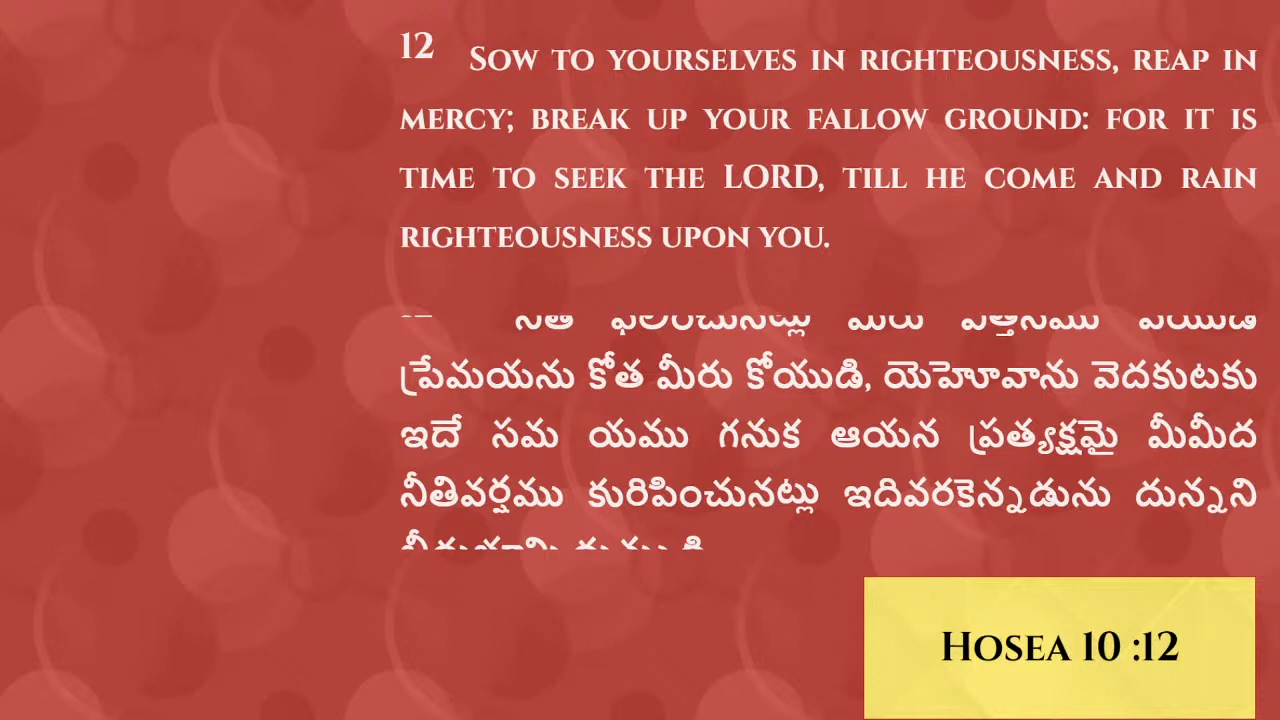 12 Sow to yourselves in righteousness, reap in
mercy; break up your fallow ground: for it is
time to seek the LORD, till he come and rain
righteousness upon you.
ప్రేమయను కోత మీరు కోయుడి, యెహెూవాను వెదకుటకు
ఇదే సమ యము గనుక ఆయన ప్రత్యక్షమై మీమీద
నీతివర్షము కురిపించునట్లు ఇదివరకెన్నడును దున్నని
Hosea 10 :12